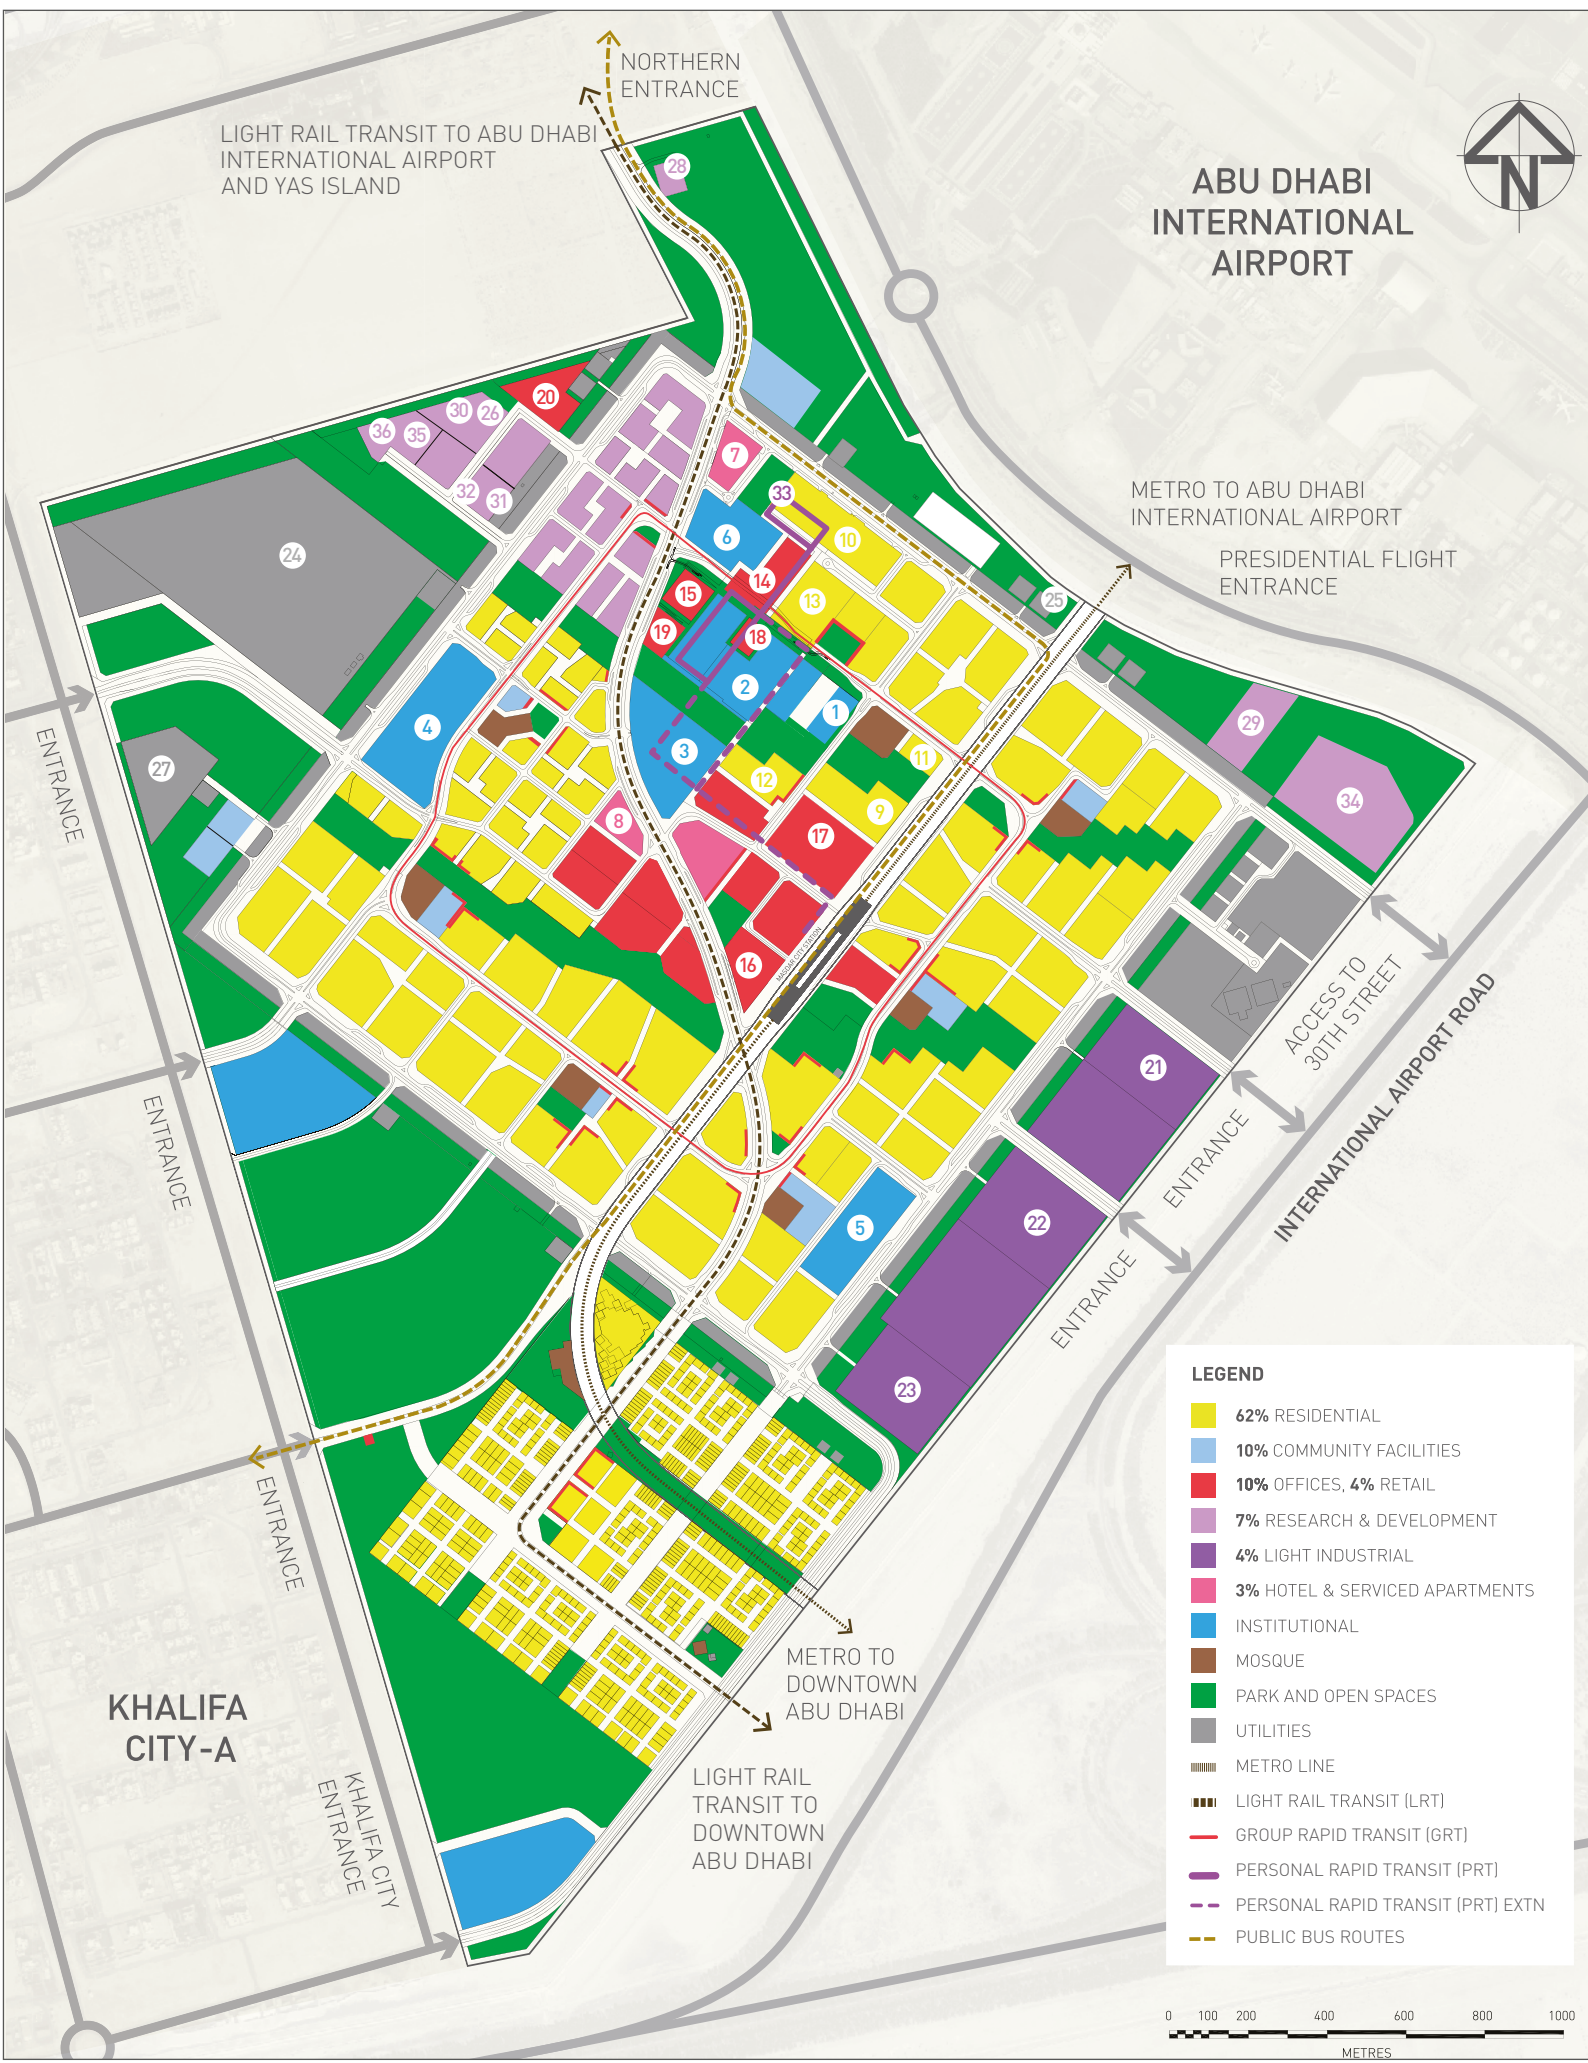 NORTHERN
ENTRANCE
LIGHT RAIL TRANSIT TO ABU DHABI
INTERNATIONAL AIRPORT
AND YAS ISLAND
ABU DHABI
INTERNATIONAL
AIRPORT
N
28
20
30
26
36
35
32
31
7
33
METRO TO ABU DHABI
INTERNATIONAL AIRPORT
PRESIDENTIAL FLIGHT
ENTRANCE
24
6
10
14
15
13
25
19
18
2
1
4
3
11
29
27
12
9
34
8
17
16
MASDAR CITY STATION
ENTRANCE
ENTRANCE
ENTRANCE
KHALIFA CITY
ENTRANCE
ACCESS TO
30TH STREET
INTERNATIONAL AIRPORT ROAD
ENTRANCE
ENTRANCE
21
22
5
23
KHALIFA
CITY-A
METRO TO
DOWNTOWN
ABU DHABI
LIGHT RAIL
TRANSIT TO
DOWNTOWN
ABU DHABI
LEGEND
62% RESIDENTIAL
10% COMMUNITY FACILITIES
10% OFFICES, 4% RETAIL
7% RESEARCH & DEVELOPMENT
4% LIGHT INDUSTRIAL
3% HOTEL & SERVICED APARTMENTS
INSTITUTIONAL
MOSQUE
PARK AND OPEN SPACES
UTILITIES
METRO LINE
LIGHT RAIL TRANSIT (LRT)
GROUP RAPID TRANSIT (GRT)
PERSONAL RAPID TRANSIT (PRT)
PERSONAL RAPID TRANSIT (PRT) EXTN
PUBLIC BUS ROUTES
0 100 200 400 600 800 1000
METRES